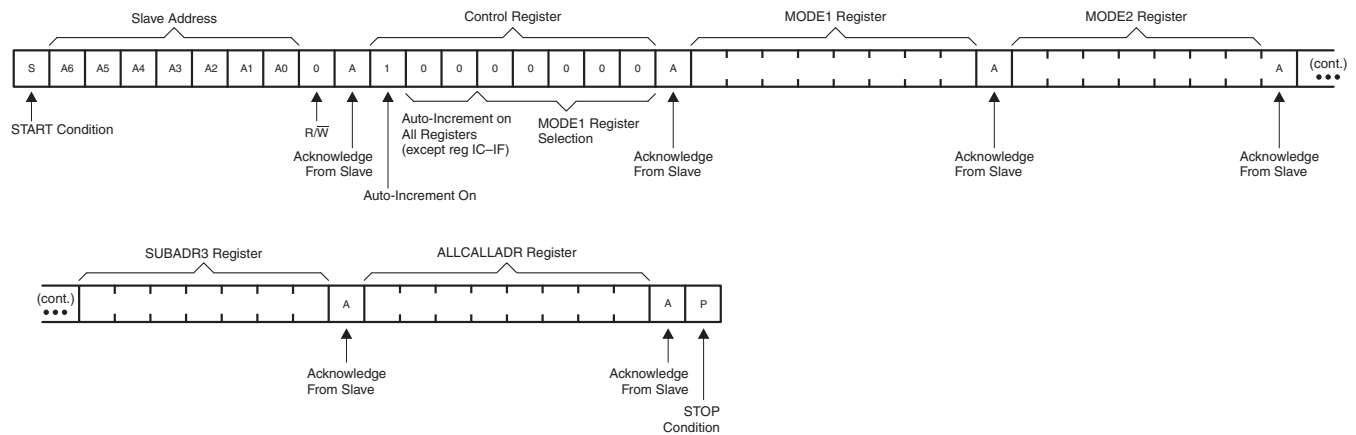 Slave Address
Control Register
MODE1 Register
MODE2 Register
S A6 A5 A4 A3 A2 A1 A0 0 A 1 0 0 0 0 0 0 0 A A A (cont.)
START Condition
R/W
Acknowledge
From Slave
Auto-Increment On
Auto-Increment on
All Registers
(except reg IC–IF)
MODE1 Register
Selection
Acknowledge
From Slave
Acknowledge
From Slave
Acknowledge
From Slave
SUBADR3 Register
ALLCALLADR Register
(cont.) A A P
Acknowledge
From Slave
Acknowledge
From Slave
STOP
Condition